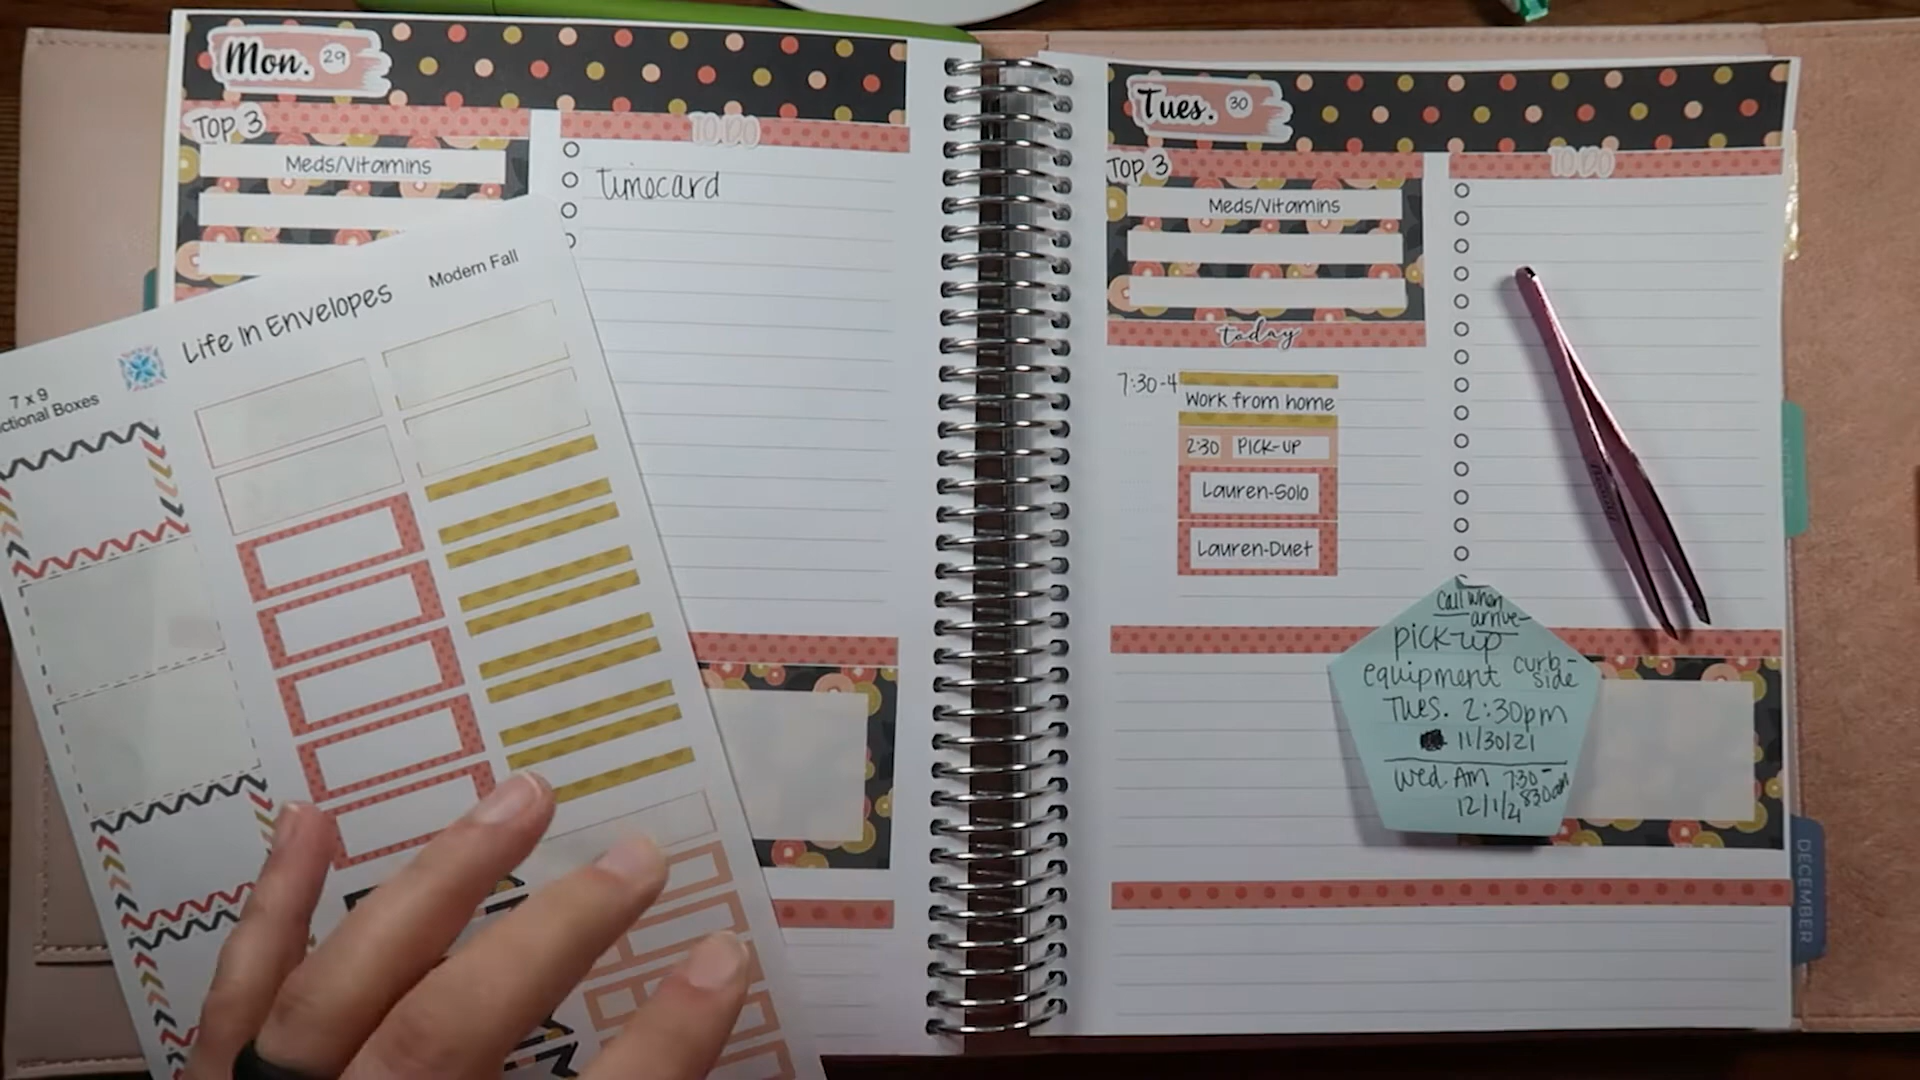 Mon. 29
Top 3
TO DO
Meds/Vitamins
Timecard
Life In Envelopes
Modern Fall
7 x 9
ctional Boxes
Tues. 30
Top 3
TO DO
Meds/Vitamins
today
7:30-4
Work from home
2:30 PICK-UP
Lauren-Solo
Lauren-Duet
Call when
arrive-
pick-up
equipment curb-
side
Tues. 2:30pm
11/30/21
Wed. Am 7:30-
12/1/21 8:30am
DECEMBER